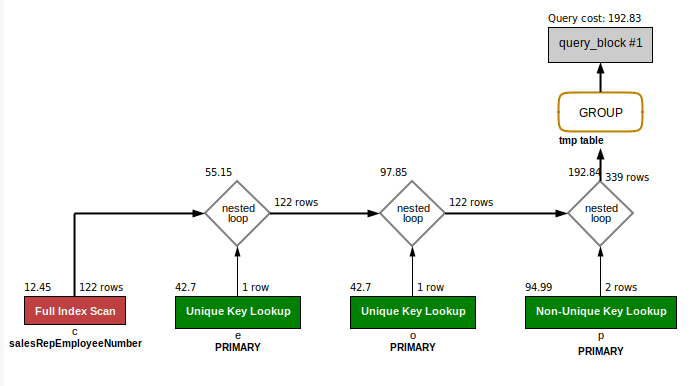 Query cost: 192.83
query_block #1
GROUP
tmp table
192.84
339 rows
55.15
97.85
nested
loop
122 rows
nested
loop
122 rows
nested
loop
12.45
122 rows
42.7
1 row
42.7
1 row
94.99
2 rows
Full Index Scan
Unique Key Lookup
Unique Key Lookup
Non-Unique Key Lookup
c
salesRepEmployeeNumber
e
PRIMARY
o
PRIMARY
p
PRIMARY